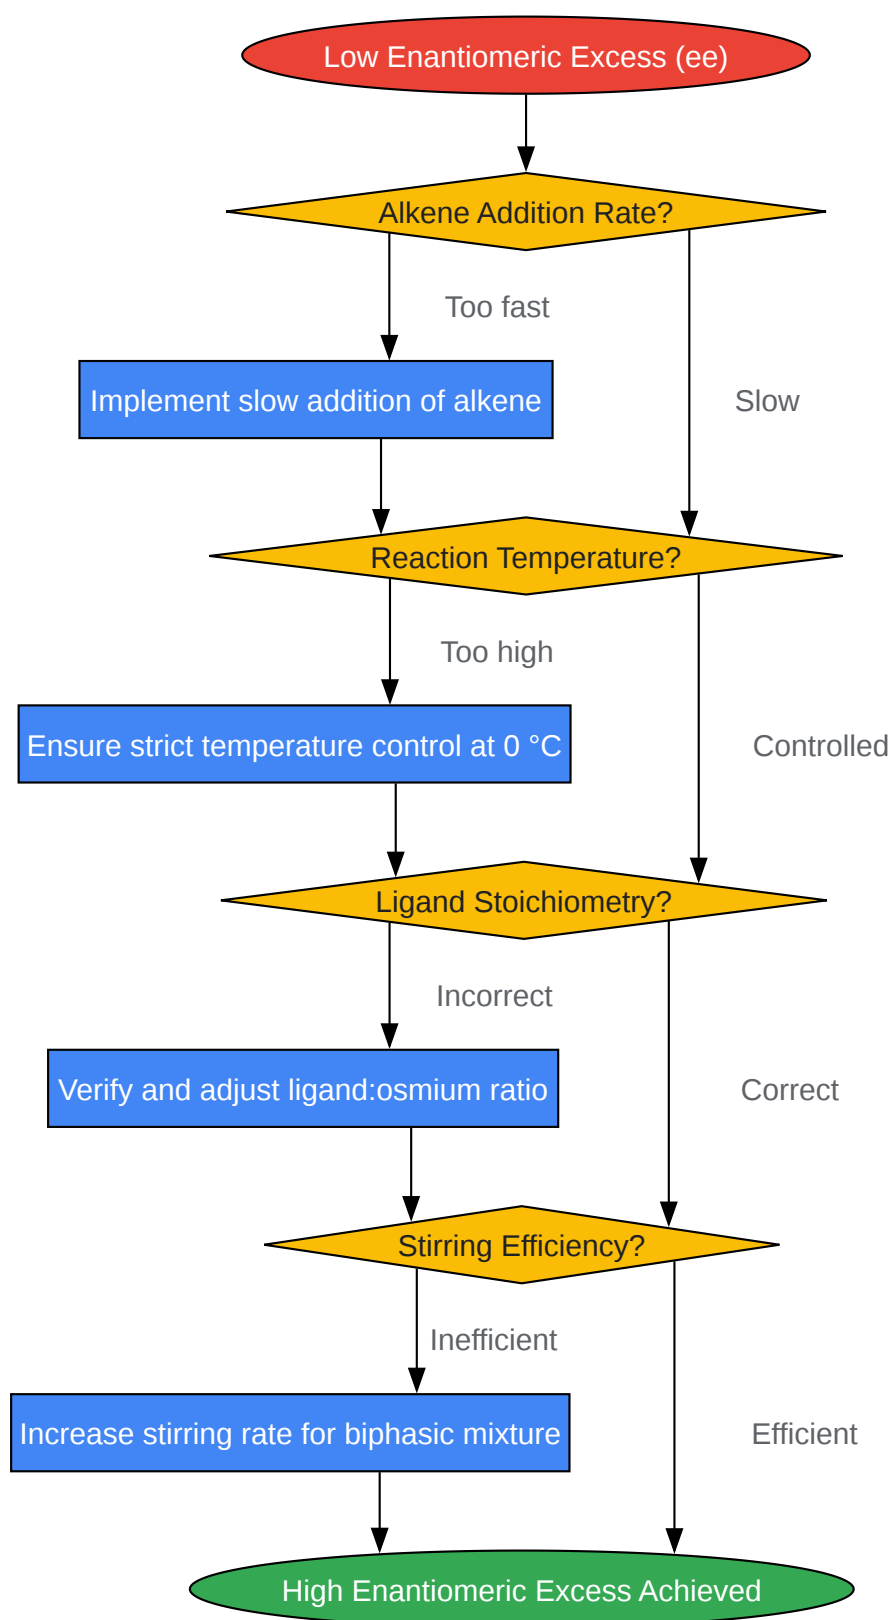 Low Enantiomeric Excess (ee)
Alkene Addition Rate?
Too fast
Implement slow addition of alkene
Slow
Reaction Temperature?
Too high
Ensure strict temperature control at 0 °C
Controlled
Ligand Stoichiometry?
Incorrect
Verify and adjust ligand:osmium ratio
Correct
Stirring Efficiency?
Inefficient
Increase stirring rate for biphasic mixture
Efficient
High Enantiomeric Excess Achieved